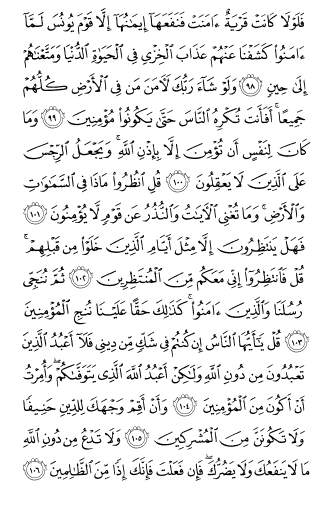 فَلَوْلَا كَانَتْ قَرْيَةٌ ءَامَنَتْ فَنَفَعَهَآ إِيمَـٰنُهَآ إِلَّا قَوْمَ يُونُسَ لَمَّآ
ءَامَنُوا۟ كَشَفْنَا عَنْهُمْ عَذَابَ ٱلْخِزْىِ فِى ٱلْحَيَوٰةِ ٱلدُّنْيَا وَمَتَّعْنَـٰهُمْ
إِلَىٰ حِينٍ ٩٨ وَلَوْ شَآءَ رَبُّكَ لَـَٔامَنَ مَن فِى ٱلْأَرْضِ كُلُّهُمْ
جَمِيعًا ۚ أَفَأَنتَ تُكْرِهُ ٱلنَّاسَ حَتَّىٰ يَكُونُوا۟ مُؤْمِنِينَ ٩٩ وَمَا
كَانَ لِنَفْسٍ أَن تُؤْمِنَ إِلَّا بِإِذْنِ ٱللَّهِ ۚ وَيَجْعَلُ ٱلرِّجْسَ
عَلَى ٱلَّذِينَ لَا يَعْقِلُونَ ١٠٠ قُلِ ٱنظُرُوا۟ مَاذَا فِى ٱلسَّمَـٰوَٰتِ
وَٱلْأَرْضِ ۚ وَمَا تُغْنِى ٱلْـَٔايَـٰتُ وَٱلنُّذُرُ عَن قَوْمٍ لَّا يُؤْمِنُونَ ١٠١
فَهَلْ يَنتَظِرُونَ إِلَّا مِثْلَ أَيَّامِ ٱلَّذِينَ خَلَوْا۟ مِن قَبْلِهِمْ ۚ
قُلْ فَٱنتَظِرُوٓا۟ إِنِّى مَعَكُم مِّنَ ٱلْمُنتَظِرِينَ ١٠٢ ثُمَّ نُنَجِّى
رُسُلَنَا وَٱلَّذِينَ ءَامَنُوا۟ ۚ كَذَٰلِكَ حَقًّا عَلَيْنَا نُنجِ ٱلْمُؤْمِنِينَ
١٠٣ قُلْ يَـٰٓأَيُّهَا ٱلنَّاسُ إِن كُنتُمْ فِى شَكٍّ مِّن دِينِى فَلَآ أَعْبُدُ ٱلَّذِينَ
تَعْبُدُونَ مِن دُونِ ٱللَّهِ وَلَـٰكِنْ أَعْبُدُ ٱللَّهَ ٱلَّذِى يَتَوَفَّىٰكُمْ ۖ وَأُمِرْتُ
أَنْ أَكُونَ مِنَ ٱلْمُؤْمِنِينَ ١٠٤ وَأَنْ أَقِمْ وَجْهَكَ لِلدِّينِ حَنِيفًا
وَلَا تَكُونَنَّ مِنَ ٱلْمُشْرِكِينَ ١٠٥ وَلَا تَدْعُ مِن دُونِ ٱللَّهِ
مَا لَا يَنفَعُكَ وَلَا يَضُرُّكَ ۖ فَإِن فَعَلْتَ فَإِنَّكَ إِذًا مِّنَ ٱلظَّـٰلِمِينَ ١٠٦